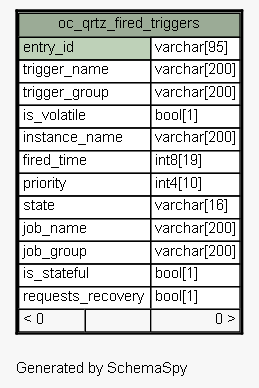 oc_qrtz_fired_triggers
entry_id varchar[95]
trigger_name varchar[200]
trigger_group varchar[200]
is_volatile bool[1]
instance_name varchar[200]
fired_time int8[19]
priority int4[10]
state varchar[16]
job_name varchar[200]
job_group varchar[200]
is_stateful bool[1]
requests_recovery bool[1]
< 0 0 >
Generated by SchemaSpy